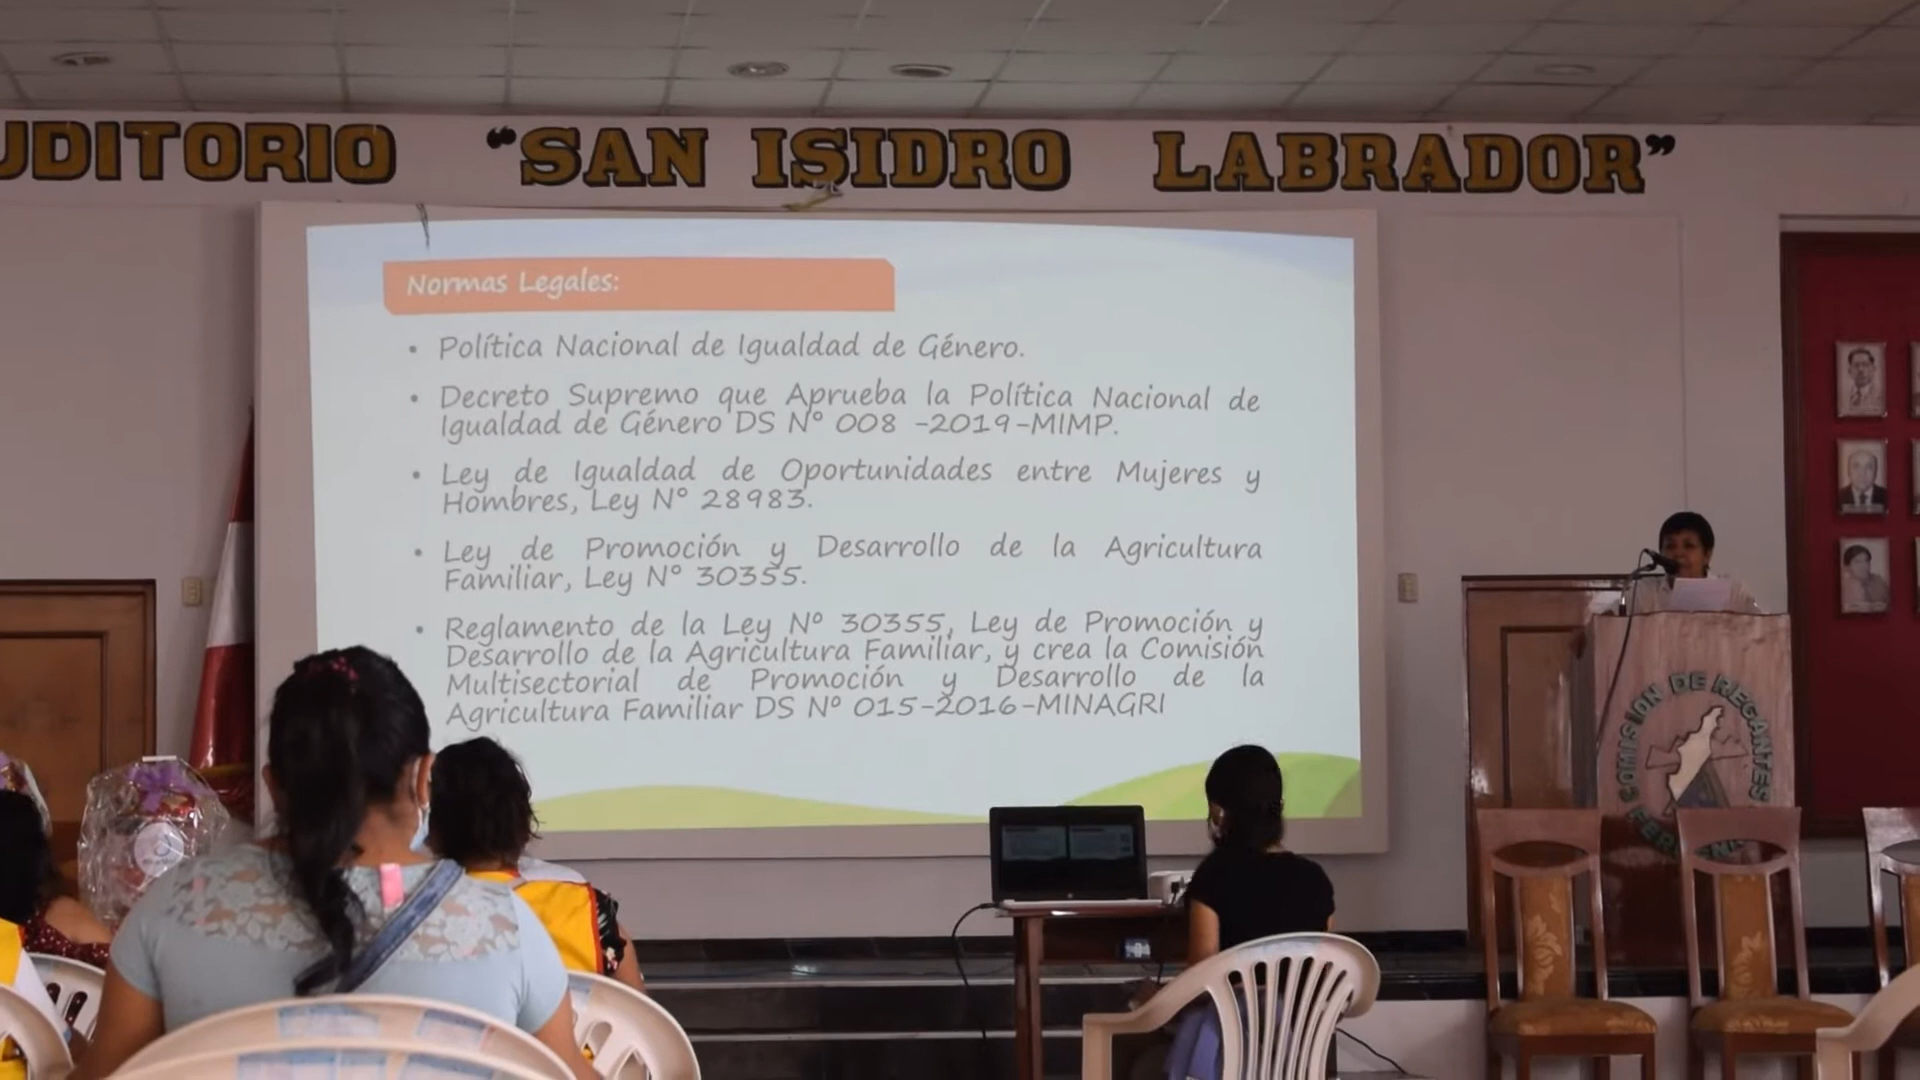 UDITORIO “SAN ISIDRO LABRADOR”
Normas Legales:
• Política Nacional de Igualdad de Género.
• Decreto Supremo que Aprueba la Política Nacional de
Igualdad de Género DS N° 008 -2019-MIMP.
• Ley de Igualdad de Oportunidades entre Mujeres y
Hombres, Ley N° 28983.
• Ley de Promoción y Desarrollo de la Agricultura
Familiar, Ley N° 30355.
• Reglamento de la Ley N° 30355, Ley de Promoción y
Desarrollo de la Agricultura Familiar, y crea la Comisión
Multisectorial de Promoción y Desarrollo de la
Agricultura Familiar DS Nº 015-2016-MINAGRI
COMISION DE REGANTES